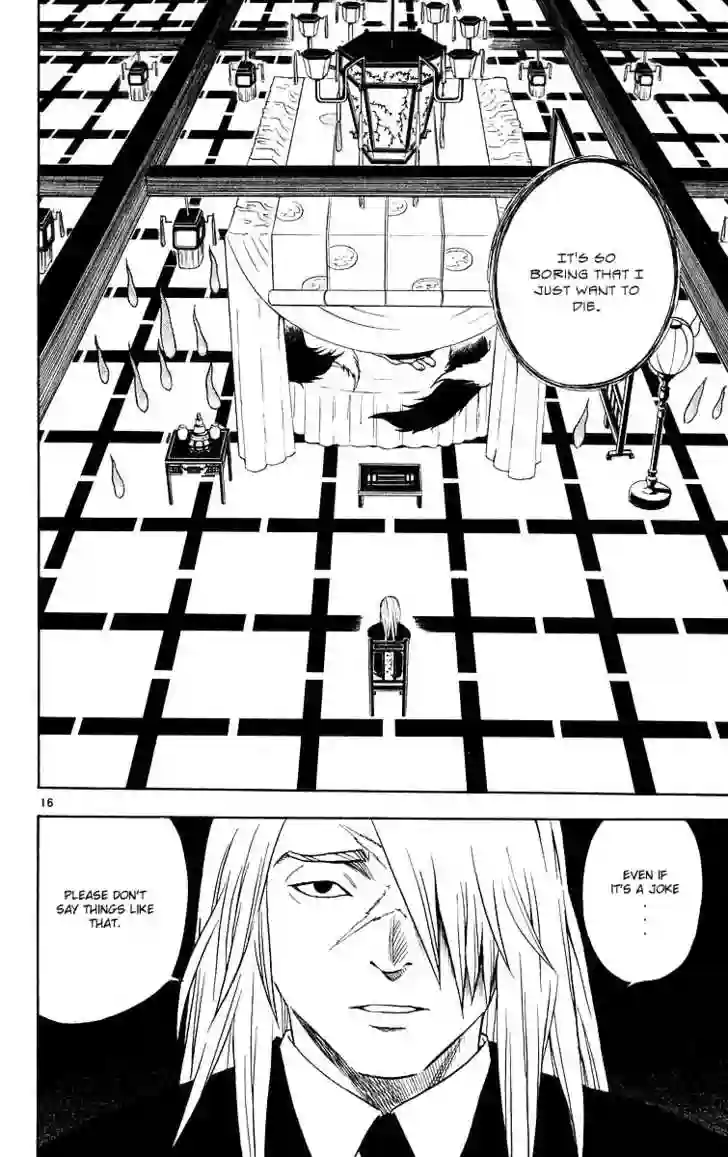 IT'S SO
BORING THAT I
JUST WANT TO
DIE.
16
EVEN IF
IT'S A JOKE
. . .
PLEASE DON'T
SAY THINGS LIKE
THAT.